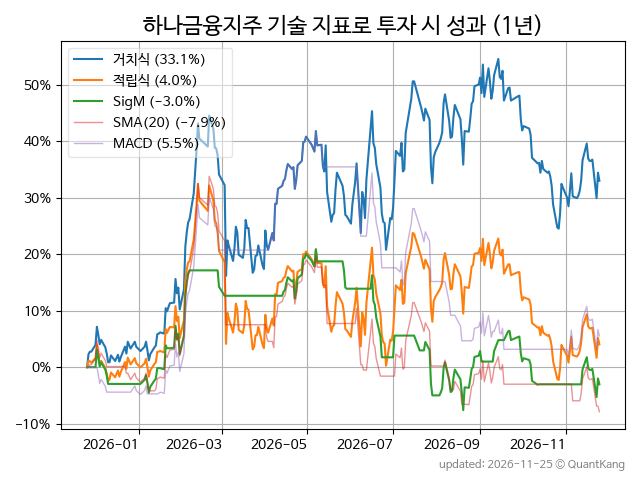 하나금융지주 기술 지표로 투자 시 성과 (1년)
거치식 (33.1%)
적립식 (4.0%)
SigM (−3.0%)
SMA(20) (−7.9%)
MACD (5.5%)
50%
40%
30%
20%
10%
0%
−10%
2026-01
2026-03
2026-05
2026-07
2026-09
2026-11
updated: 2026-11-25 © QuantKang